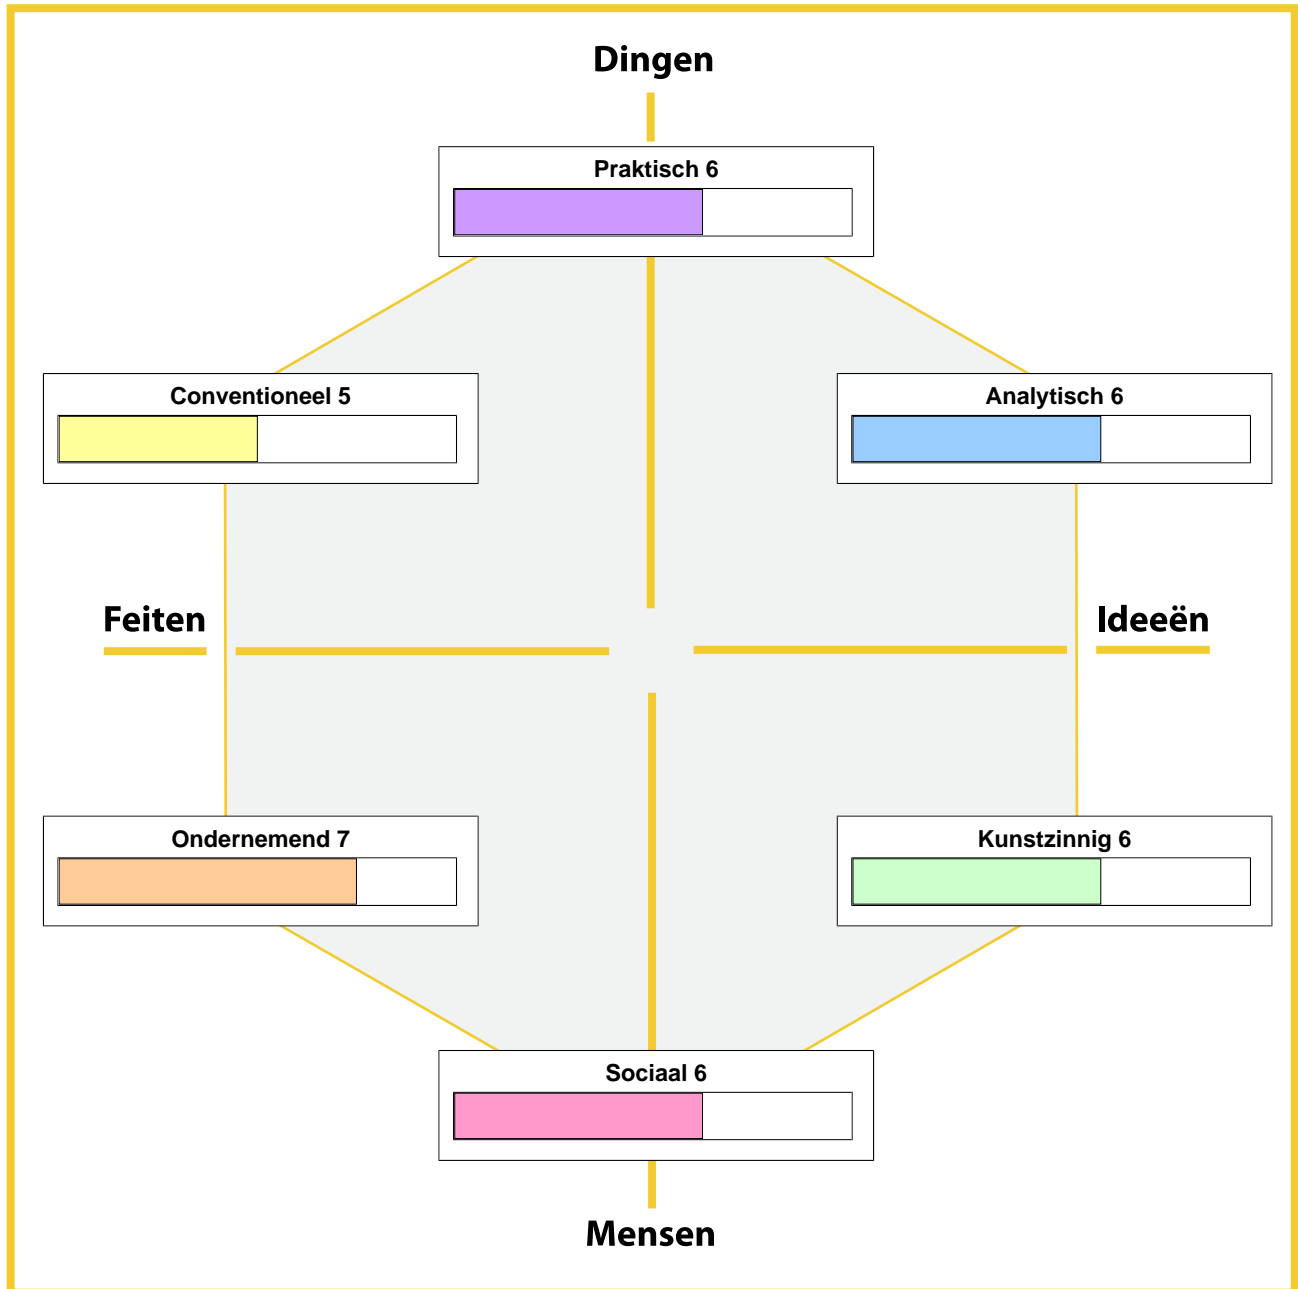 Dingen
Praktisch 6
Conventioneel 5
Analytisch 6
Feiten
Ideeën
Ondernemend 7
Kunstzinnig 6
Sociaal 6
Mensen